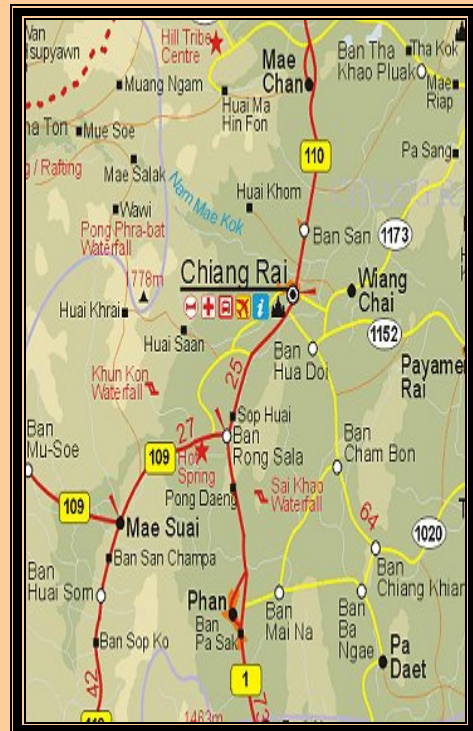 Van
Hill Tribe
Centre
Mae
Chan
Ban Tha
Khao Pluak
Tha Kok
Muang Ngam
Huai Ma
Hin Fon
Mae
Riap
Mue Soe
110
Pa Sang
Mae Salak
Nam Mae Kok
Huai Khom
Wawi
Pong Phra-bat
Waterfall
Ban San
1173
1778m
Chiang Rai
Wiang
Chai
Huai Khrai
Huai Saan
1152
Ban
Hua Doi
25
Khun Kon
Waterfall
Sop Huai
27
Ban
Rong Sala
Ban
Mu-Soe
109
Hot
Spring
Ban
Cham Bon
109
Pong Daeng
Sai Khao
Waterfall
64
Mae Suai
1020
Ban San Champa
Ban
Huai Som
Ban
Chiang Khian
Phan
Ban
Pa Sak
Ban
Mai Na
Ban
Ba
Ngae
Ban Sop Ko
Pa
Daet
42
1
1463m